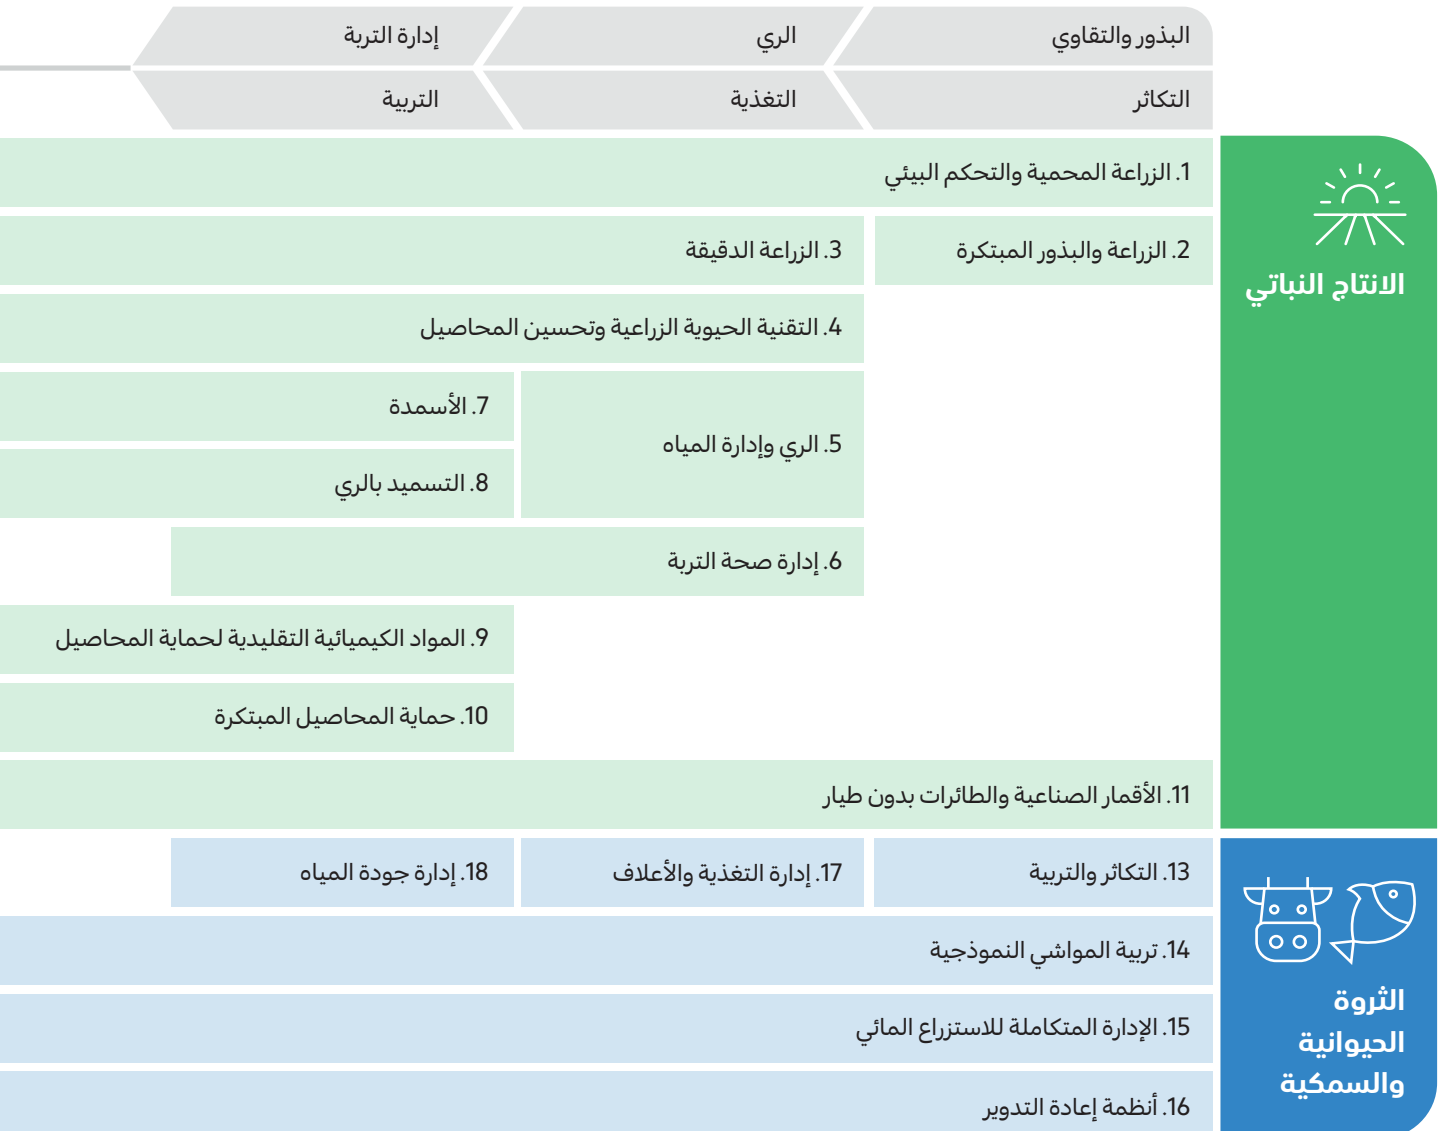 البذور والتقاوي
الري
إدارة التربة
التكاثر
التغذية
التربية
الانتاج النباتي
1. الزراعة المحمية والتحكم البيئي
2. الزراعة والبذور المبتكرة
3. الزراعة الدقيقة
4. التقنية الحيوية الزراعية وتحسين المحاصيل
5. الري وإدارة المياه
7. الأسمدة
8. التسميد بالري
6. إدارة صحة التربة
9. المواد الكيميائية التقليدية لحماية المحاصيل
10. حماية المحاصيل المبتكرة
11. الأقمار الصناعية والطائرات بدون طيار
الثروة
الحيوانية
والسمكية
13. التكاثر والتربية
17. إدارة التغذية والأعلاف
18. إدارة جودة المياه
14. تربية المواشي النموذجية
15. الإدارة المتكاملة للاستزراع المائي
16. أنظمة إعادة التدوير